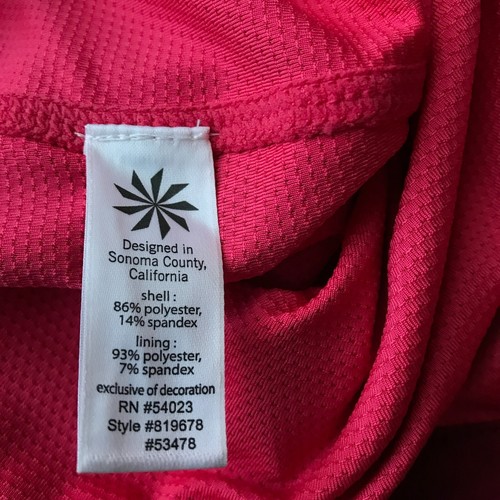 Designed in
Sonoma County,
California
shell :
86% polyester,
14% spandex
lining :
93% polyester,
7% spandex
exclusive of decoration
RN #54023
Style #819678
#53478